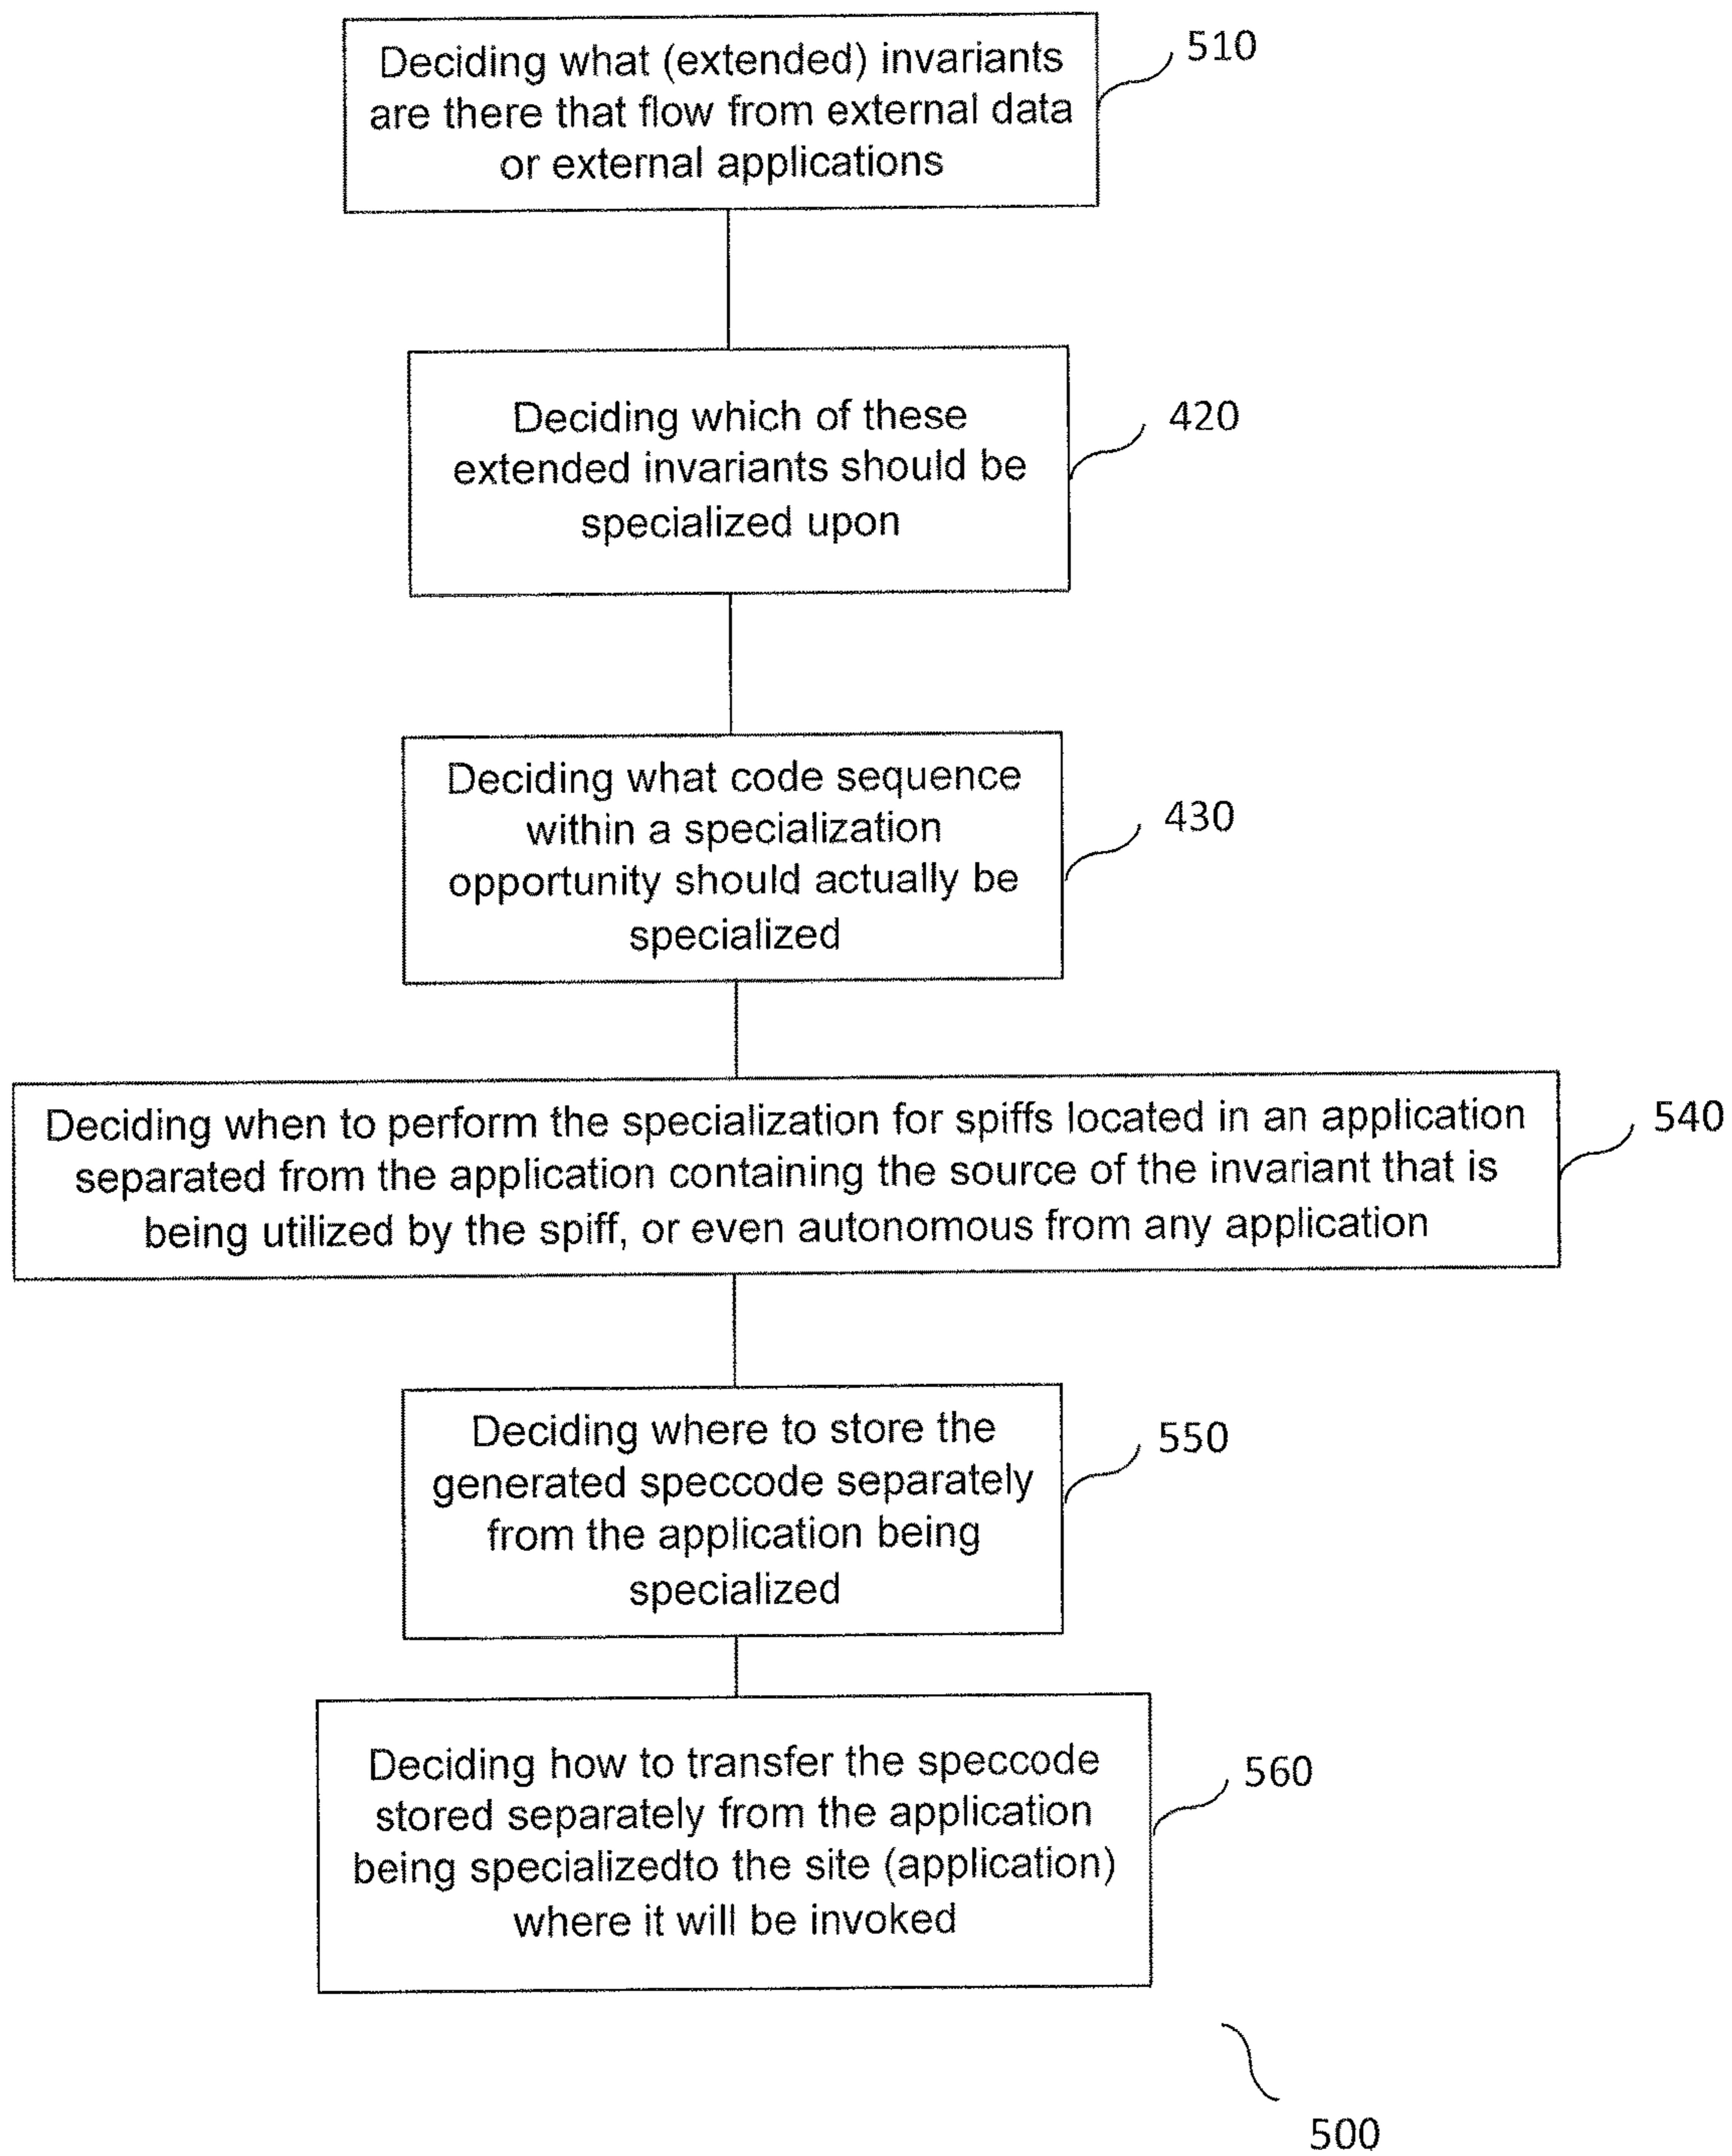 Deciding what (extended) invariants
are there that flow from external data
or external applications
510
Deciding which of these
extended invariants should be
specialized upon
420
Deciding what code sequence
within a specialization
opportunity should actually be
specialized
430
Deciding when to perform the specialization for spiffs located in an application
separated from the application containing the source of the invariant that is
being utilized by the spiff, or even autonomous from any application
540
Deciding where to store the
generated speccode separately
from the application being
specialized
550
Deciding how to transfer the speccode
stored separately from the application
being specializedto the site (application)
where it will be invoked
560
500